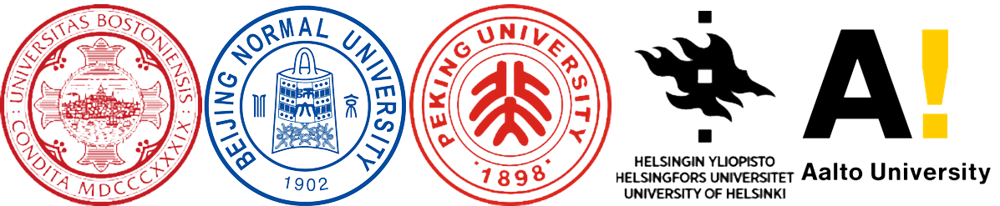 UNIVERSITAS BOSTONIENSIS
CONDITA MDCCCXXXIX
BEIJING NORMAL UNIVERSITY
京
1902
PEKING UNIVERSITY
1898
HELSINGIN YLIOPISTO
HELSINGFORS UNIVERSITET
UNIVERSITY OF HELSINKI
A!
Aalto University